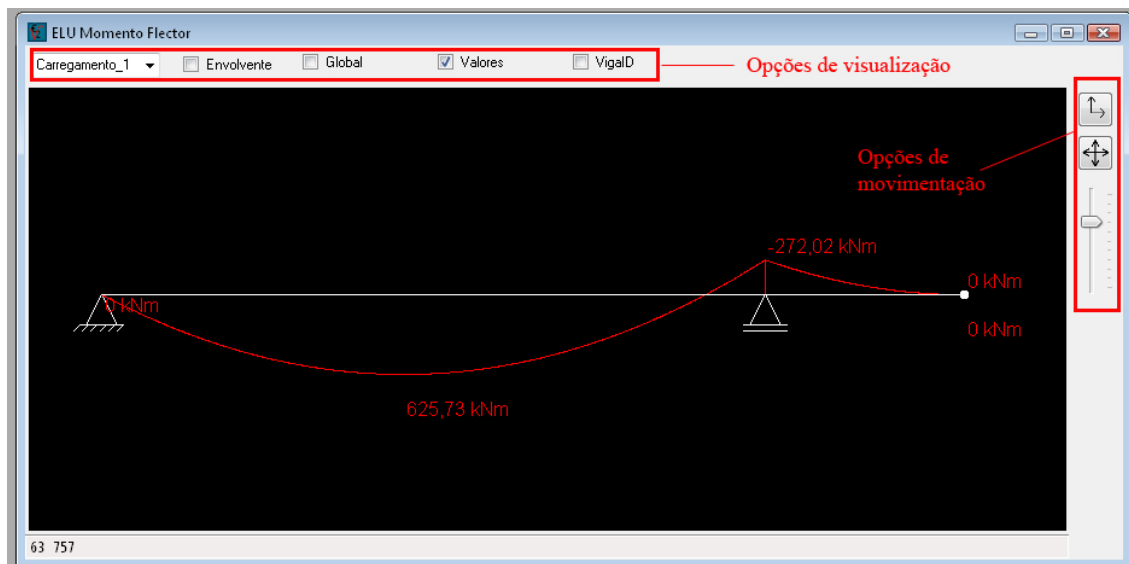 ELU Momento Flector
Carregamento_1 Envolvente Global Valores VigaID Opções de visualização
Opções de
movimentação
-272,02 kNm
0 kNm
0 kNm
0 kNm
625,73 kNm
63 757